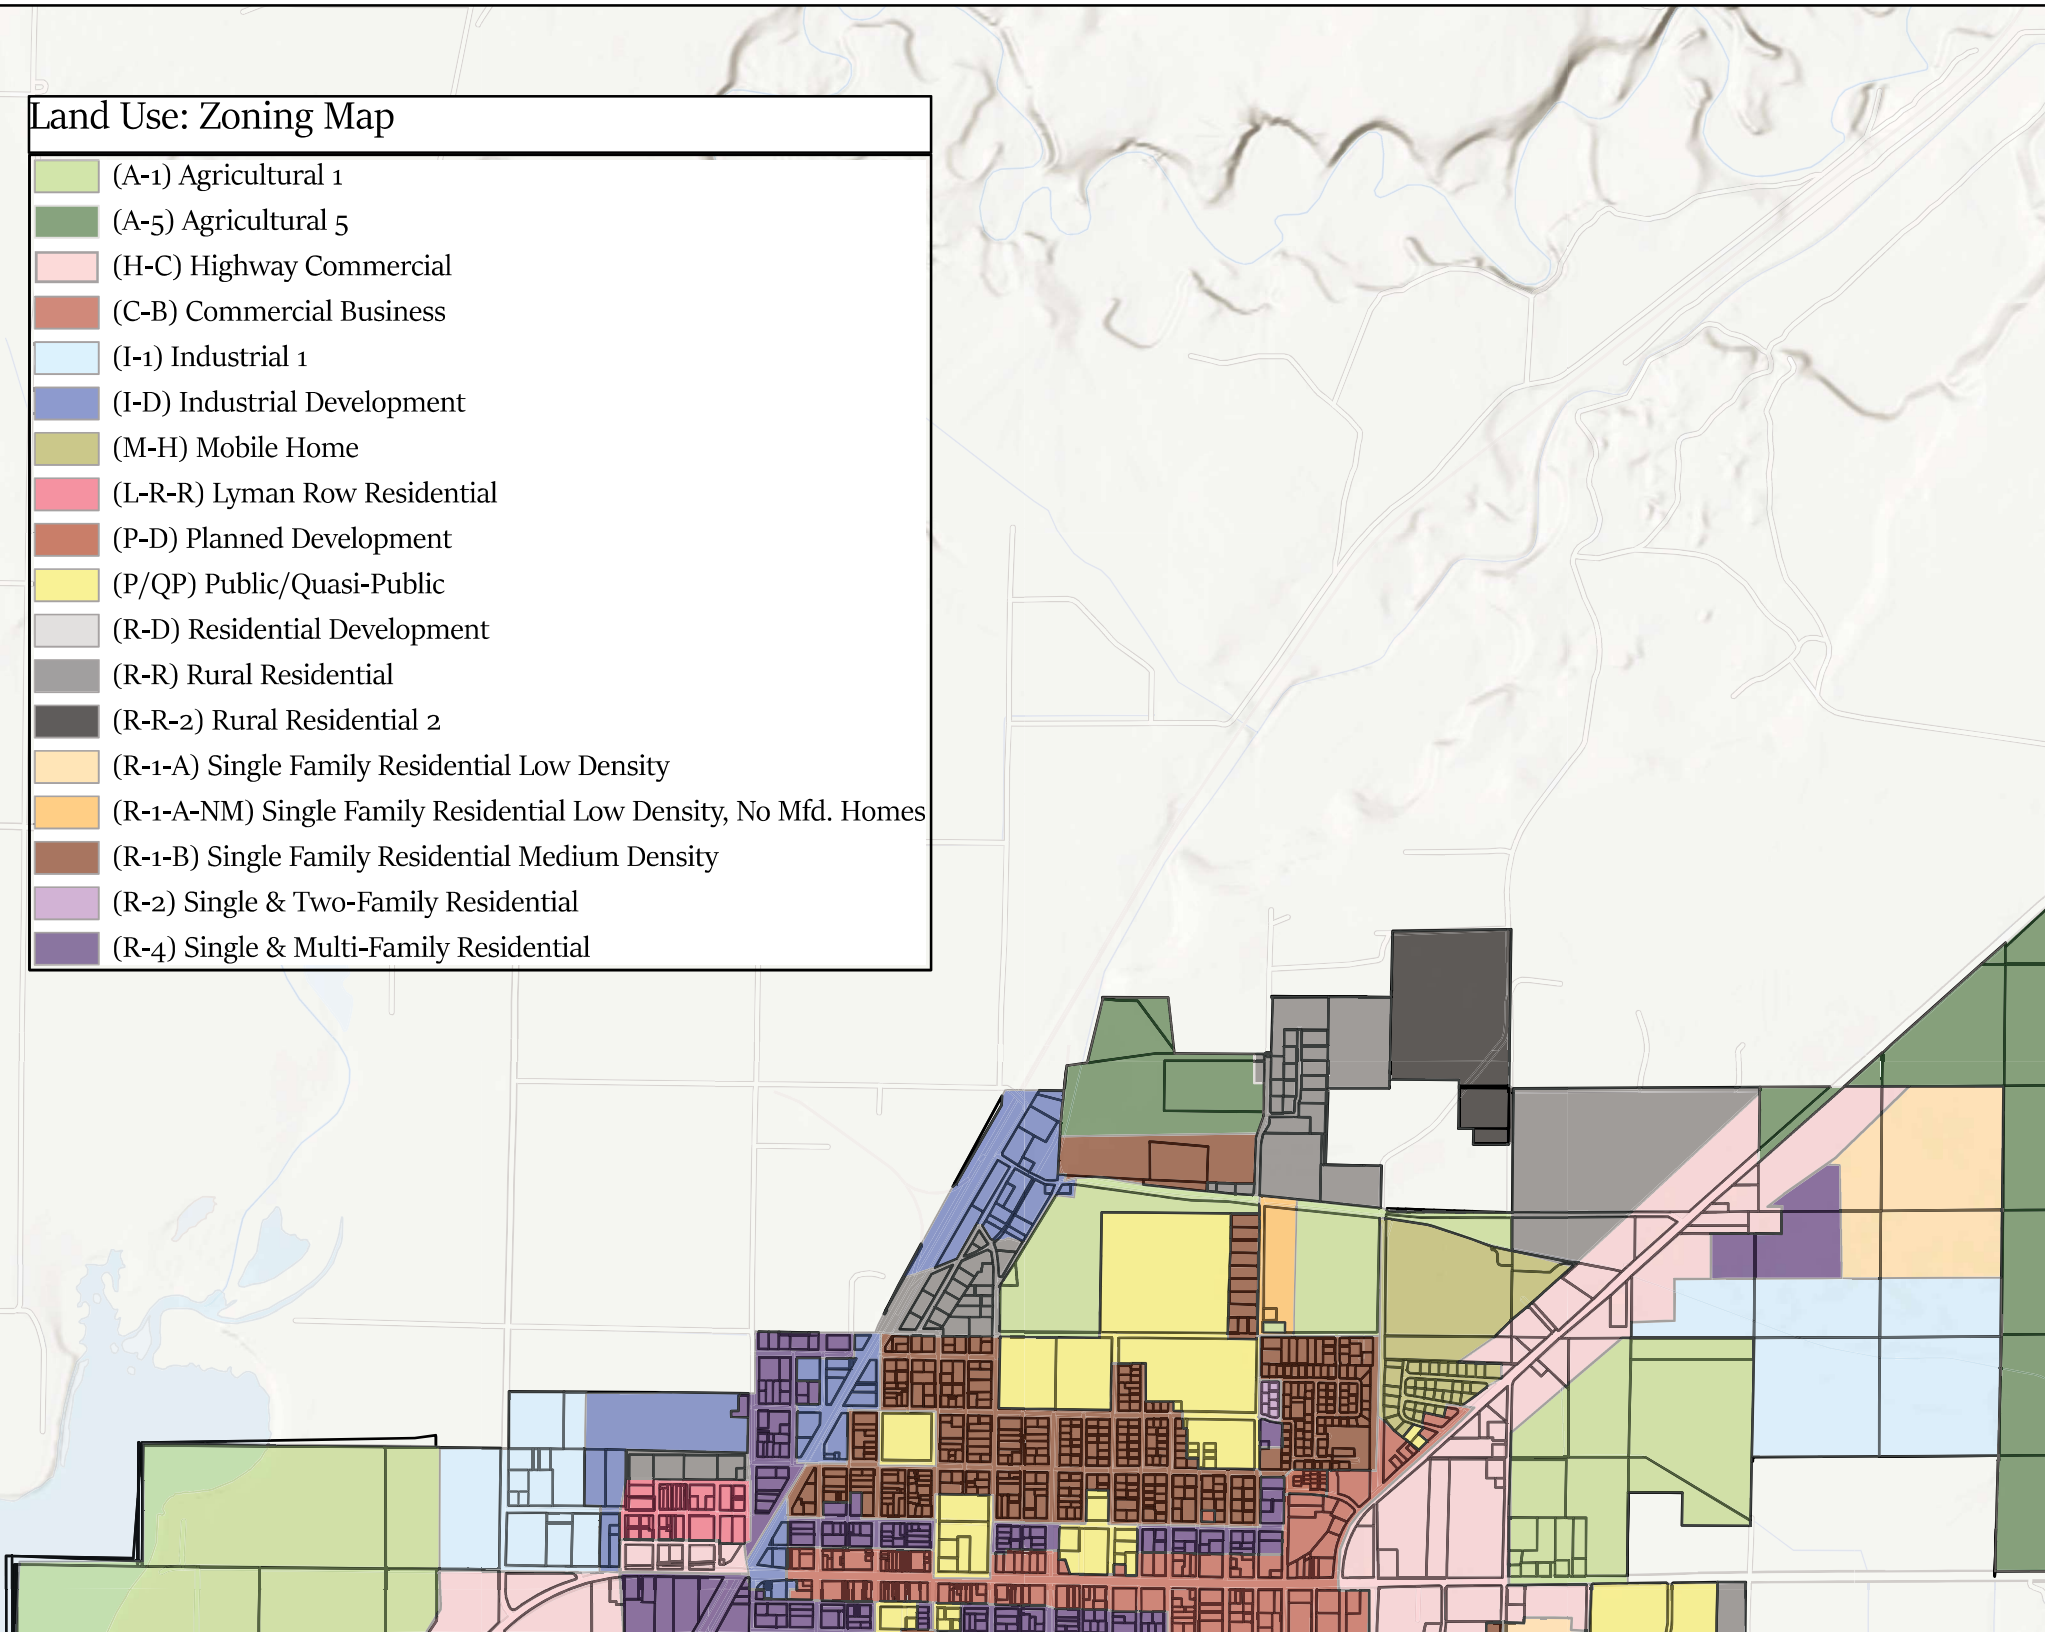 Land Use: Zoning Map
(A-1) Agricultural 1
(A-5) Agricultural 5
(H-C) Highway Commercial
(C-B) Commercial Business
(I-1) Industrial 1
(I-D) Industrial Development
(M-H) Mobile Home
(L-R-R) Lyman Row Residential
(P-D) Planned Development
(P/QP) Public/Quasi-Public
(R-D) Residential Development
(R-R) Rural Residential
(R-R-2) Rural Residential 2
(R-1-A) Single Family Residential Low Density
(R-1-A-NM) Single Family Residential Low Density, No Mfd. Homes
(R-1-B) Single Family Residential Medium Density
(R-2) Single & Two-Family Residential
(R-4) Single & Multi-Family Residential